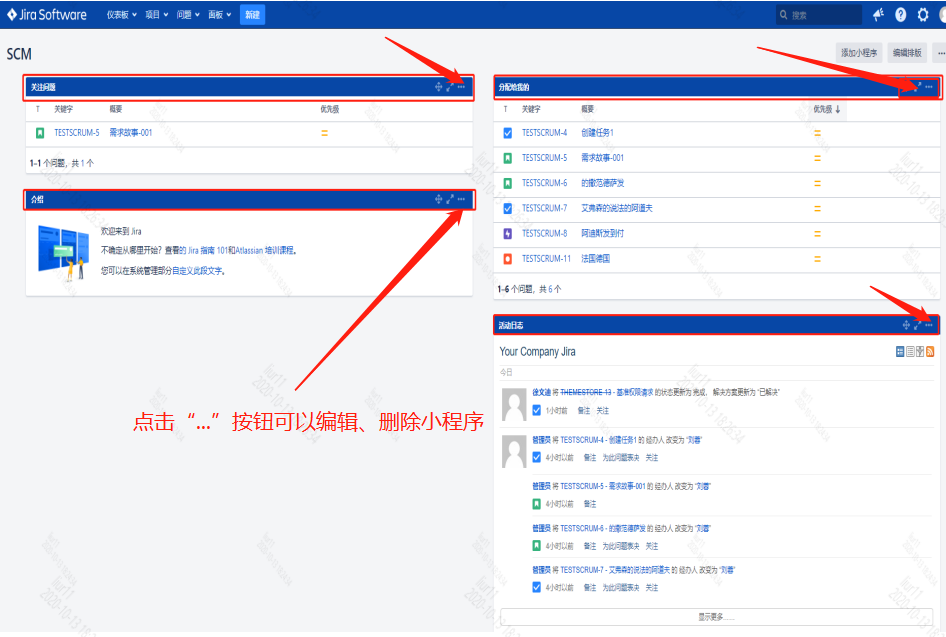 Jira Software 仪表板 项目 问题 面板 新建 搜索
SCM 添加小程序 编辑排版
关注问题
T 关键字 概要 优先级
TESTSCRUM-5 需求故事-001
1–1 个问题，共 1 个
介绍
欢迎来到 Jira
不确定从哪里开始？查看的 Jira 指南 101和Atlassian 培训课程。
您可以在系统管理部分自定义此段文字。
点击“...”按钮可以编辑、删除小程序
分配给我的
T 关键字 概要 优先级 ↓
TESTSCRUM-4 创建任务1
TESTSCRUM-5 需求故事-001
TESTSCRUM-6 的撒范德萨发
TESTSCRUM-7 艾弗森的说法的阿道夫
TESTSCRUM-8 阿迪斯发到付
TESTSCRUM-11 法国德国
1–6 个问题，共 6 个
活动日志
Your Company Jira
今日
徐文迪 将 THEMESTORE-13 - 基准权限请求 的状态更新为 完成， 解决方案更新为 “已解决”
1小时前 备注 关注
管理员 将 TESTSCRUM-4 - 创建任务1 的 经办人 改变为 “刘蓉”
4小时以前 备注 为此问题表决 关注
管理员 将 TESTSCRUM-5 - 需求故事-001 的 经办人 改变为 “刘蓉”
4小时以前 备注
管理员 将 TESTSCRUM-6 - 的撒范德萨发 的 经办人 改变为 “刘蓉”
4小时以前 备注 为此问题表决 关注
管理员 将 TESTSCRUM-7 - 艾弗森的说法的阿道夫 的 经办人 改变为 “刘蓉”
4小时以前 备注 为此问题表决 关注
显示更多......